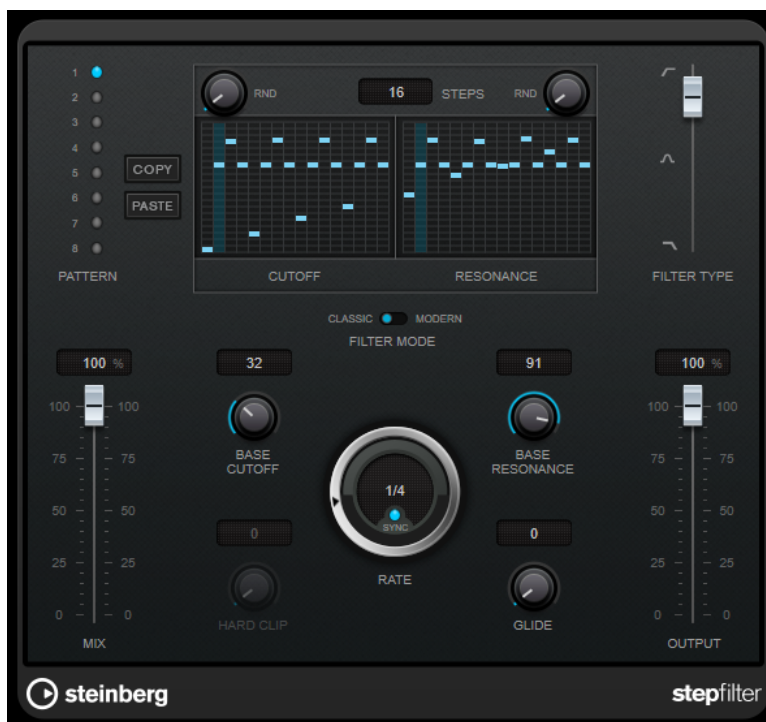 1
2
3
4
5
6
7
8
PATTERN
COPY
PASTE
RND
16 STEPS
RND
CUTOFF
RESONANCE
FILTER TYPE
CLASSIC MODERN
FILTER MODE
100 %
32
91
100 %
100 100
75 75
50 50
25 25
0 0
MIX
BASE
CUTOFF
BASE
RESONANCE
1/4
SYNC
RATE
0
HARD CLIP
0
GLIDE
100 100
75 75
50 50
25 25
0 0
OUTPUT
steinberg
stepfilter